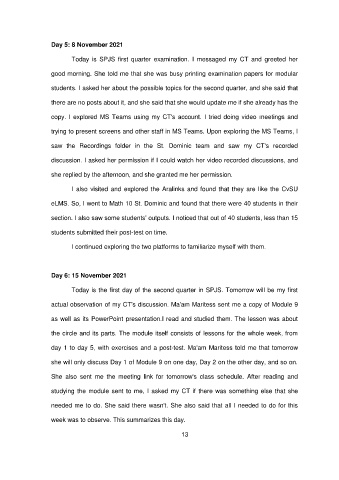 Day 5: 8 November 2021
Today is SPJS first quarter examination. I messaged my CT and greeted her
good morning. She told me that she was busy printing examination papers for modular
students. I asked her about the possible topics for the second quarter, and she said that
there are no posts about it, and she said that she would update me if she already has the
copy. I explored MS Teams using my CT's account. I tried doing video meetings and
trying to present screens and other staff in MS Teams. Upon exploring the MS Teams, I
saw the Recordings folder in the St. Dominic team and saw my CT's recorded
discussion. I asked her permission if I could watch her video recorded discussions, and
she replied by the afternoon, and she granted me her permission.
I also visited and explored the Aralinks and found that they are like the CvSU
eLMS. So, I went to Math 10 St. Dominic and found that there were 40 students in their
section. I also saw some students' outputs. I noticed that out of 40 students, less than 15
students submitted their post-test on time.
I continued exploring the two platforms to familiarize myself with them.
Day 6: 15 November 2021
Today is the first day of the second quarter in SPJS. Tomorrow will be my first
actual observation of my CT's discussion. Ma'am Maritess sent me a copy of Module 9
as well as its PowerPoint presentation.I read and studied them. The lesson was about
the circle and its parts. The module itself consists of lessons for the whole week, from
day 1 to day 5, with exercises and a post-test. Ma'am Maritess told me that tomorrow
she will only discuss Day 1 of Module 9 on one day, Day 2 on the other day, and so on.
She also sent me the meeting link for tomorrow's class schedule. After reading and
studying the module sent to me, I asked my CT if there was something else that she
needed me to do. She said there wasn't. She also said that all I needed to do for this
week was to observe. This summarizes this day.
13